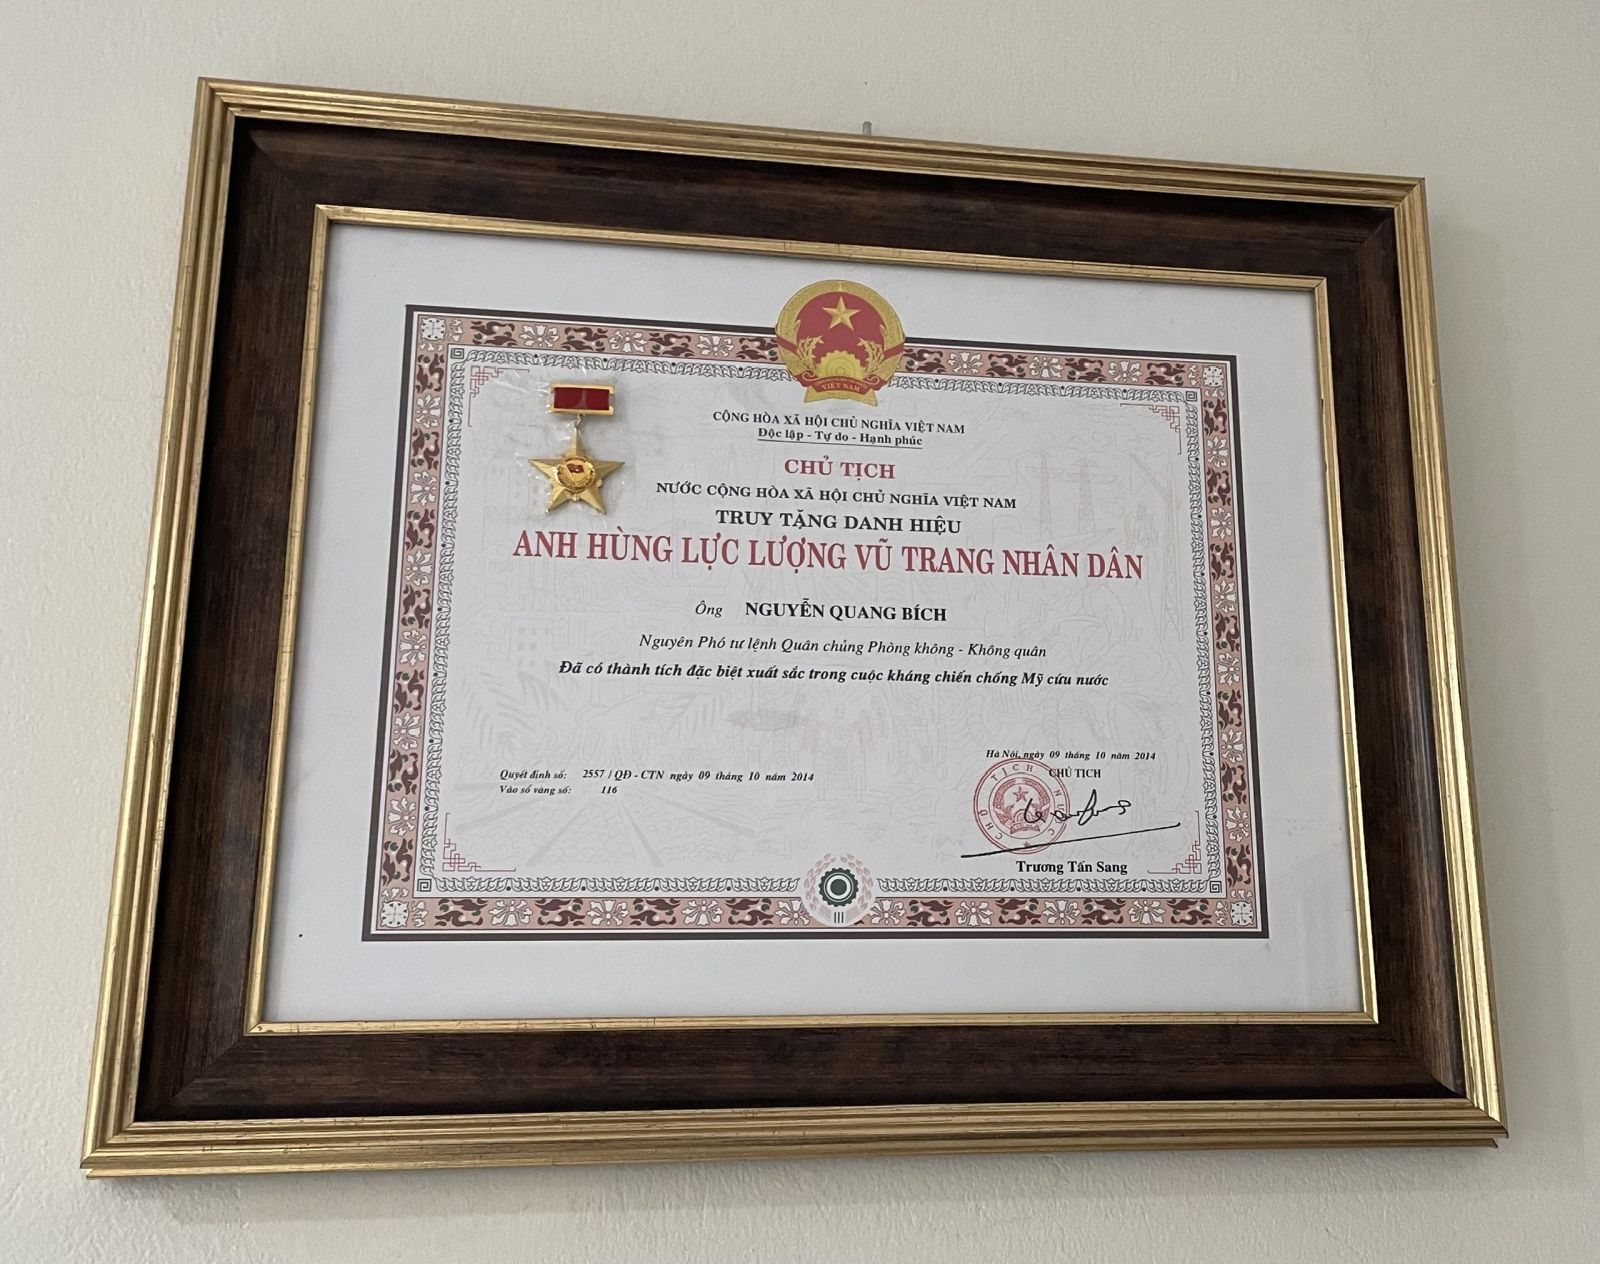 VIỆT NAM
CỘNG HÒA XÃ HỘI CHỦ NGHĨA VIỆT NAM
Độc lập - Tự do - Hạnh phúc
CHỦ TỊCH
NƯỚC CỘNG HÒA XÃ HỘI CHỦ NGHĨA VIỆT NAM
TRUY TẶNG DANH HIỆU
ANH HÙNG LỰC LƯỢNG VŨ TRANG NHÂN DÂN
Ông NGUYỄN QUANG BÍCH
Nguyên Phó tư lệnh Quân chủng Phòng không - Không quân
Đã có thành tích đặc biệt xuất sắc trong cuộc kháng chiến chống Mỹ cứu nước
Quyết định số: 2557 / QĐ - CTN ngày 09 tháng 10 năm 2014
Vào sổ vàng số: 116
Hà Nội, ngày 09 tháng 10 năm 2014
CHỦ TỊCH
CHỦ TỊCH NƯỚC
Trương Tấn Sang